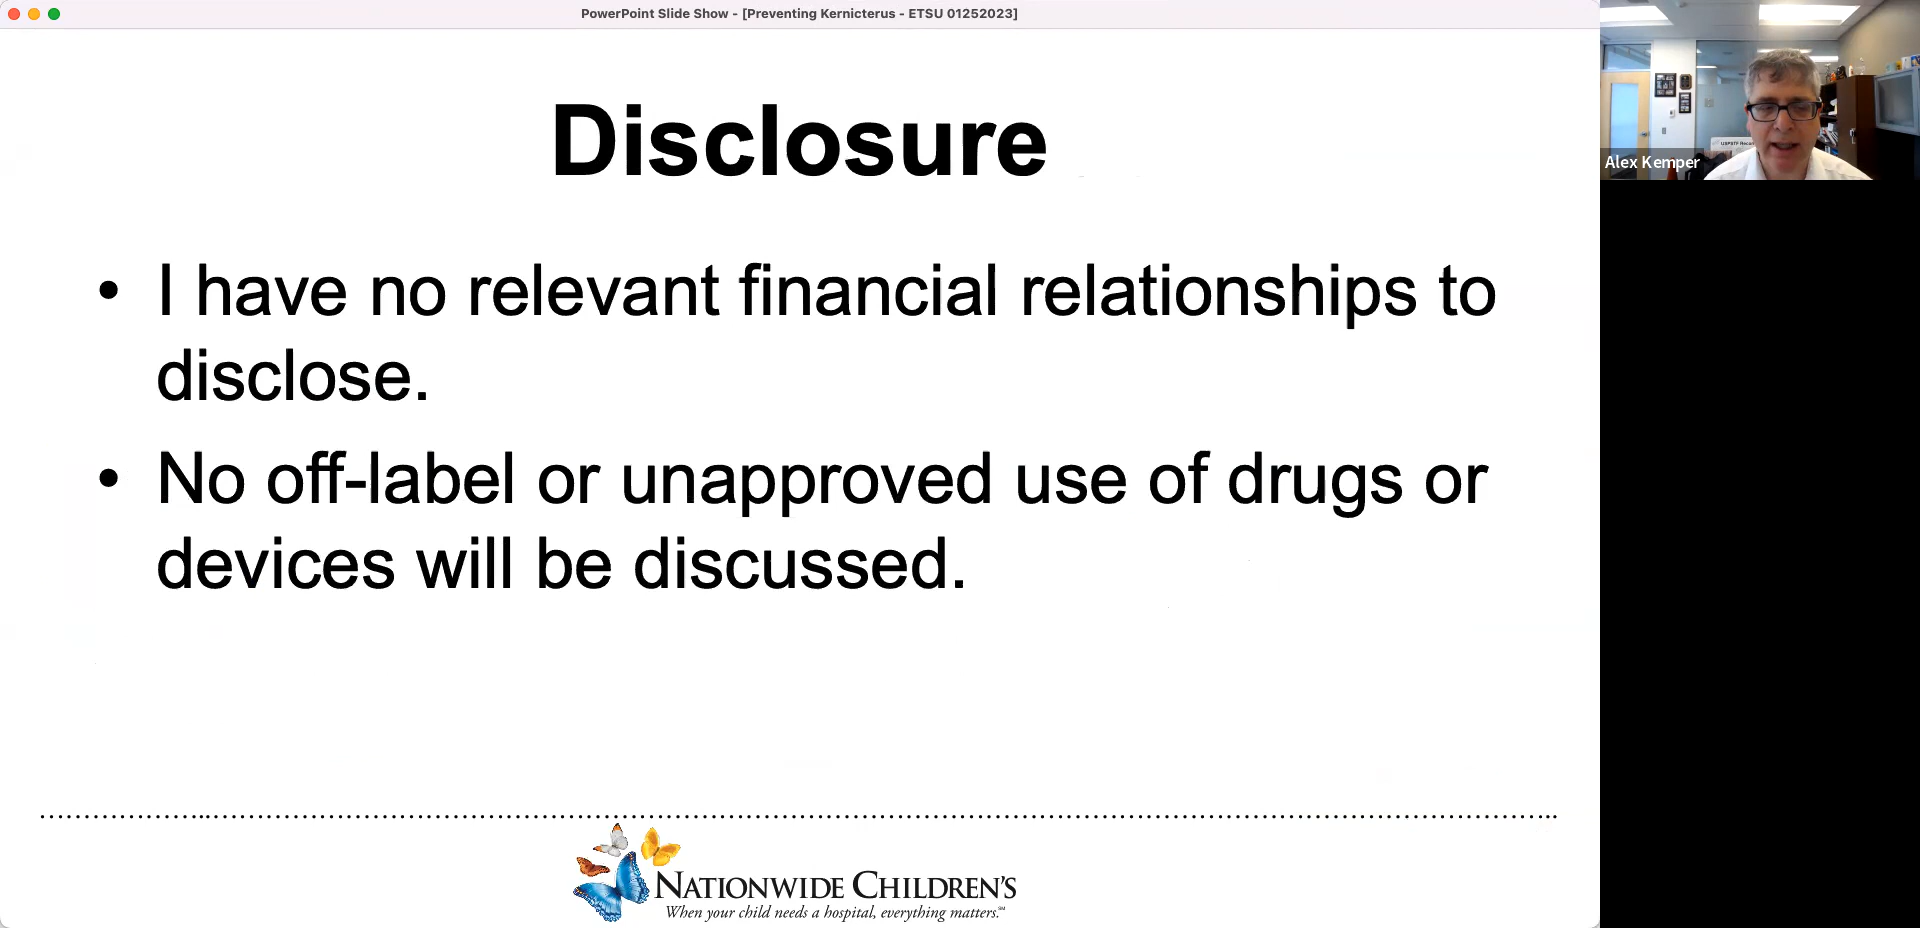 PowerPoint Slide Show - [Preventing Kernicterus - ETSU 01252023]
Disclosure
• I have no relevant financial relationships to
disclose.
• No off-label or unapproved use of drugs or
devices will be discussed.
NATIONWIDE CHILDREN'S
When your child needs a hospital, everything matters.℠
Alex Kemper